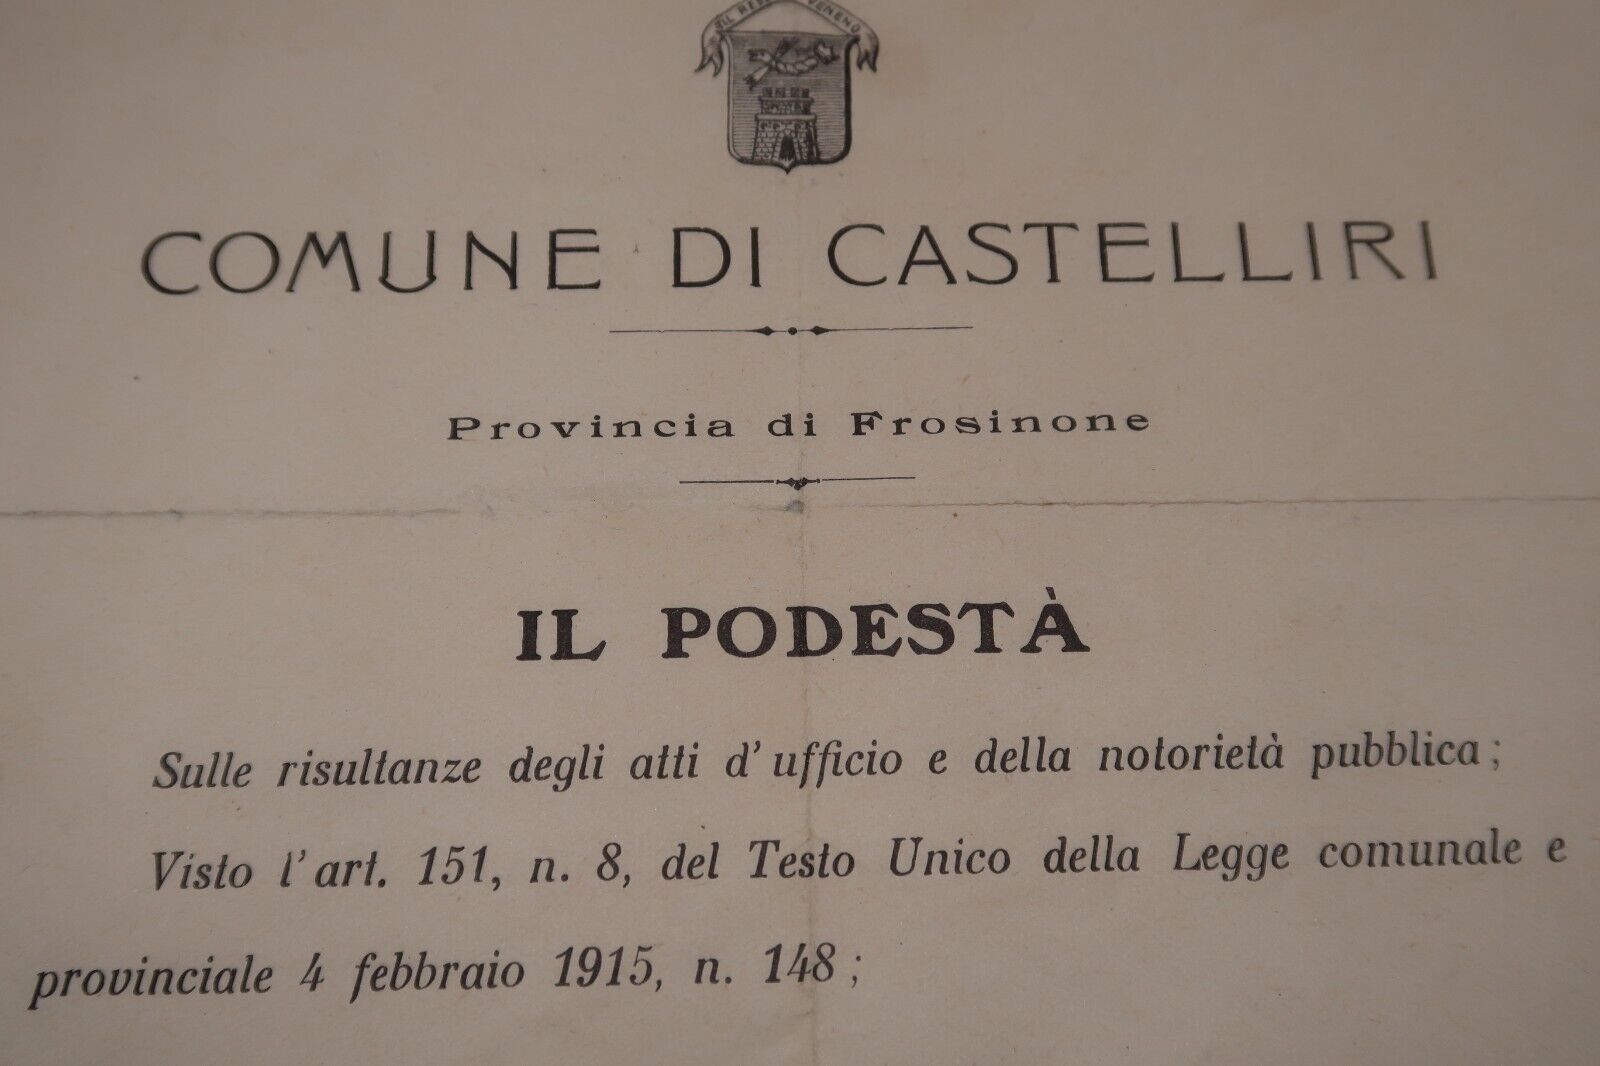 VENENO
COMUNE DI CASTELLIRI
Provincia di Frosinone
IL PODESTÀ
Sulle risultanze degli atti d' ufficio e della notorietà pubblica ;
Visto l' art. 151, n. 8, del Testo Unico della Legge comunale e
provinciale 4 febbraio 1915, n. 148 ;